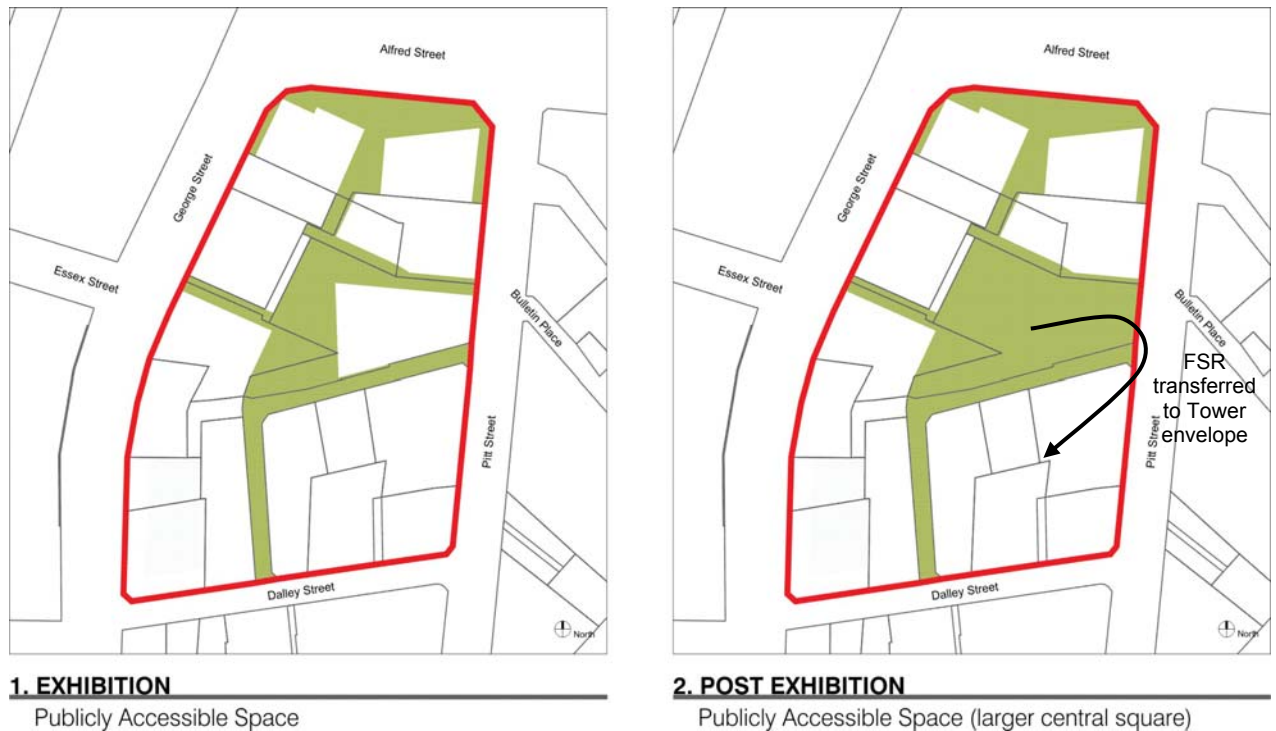 Alfred Street
George Street
Essex Street
Bulletin Place
Pitt Street
Dalley Street
North
1. EXHIBITION
Publicly Accessible Space
Alfred Street
George Street
Essex Street
Bulletin Place
FSR
transferred
to Tower
envelope
Pitt Street
Dalley Street
North
2. POST EXHIBITION
Publicly Accessible Space (larger central square)